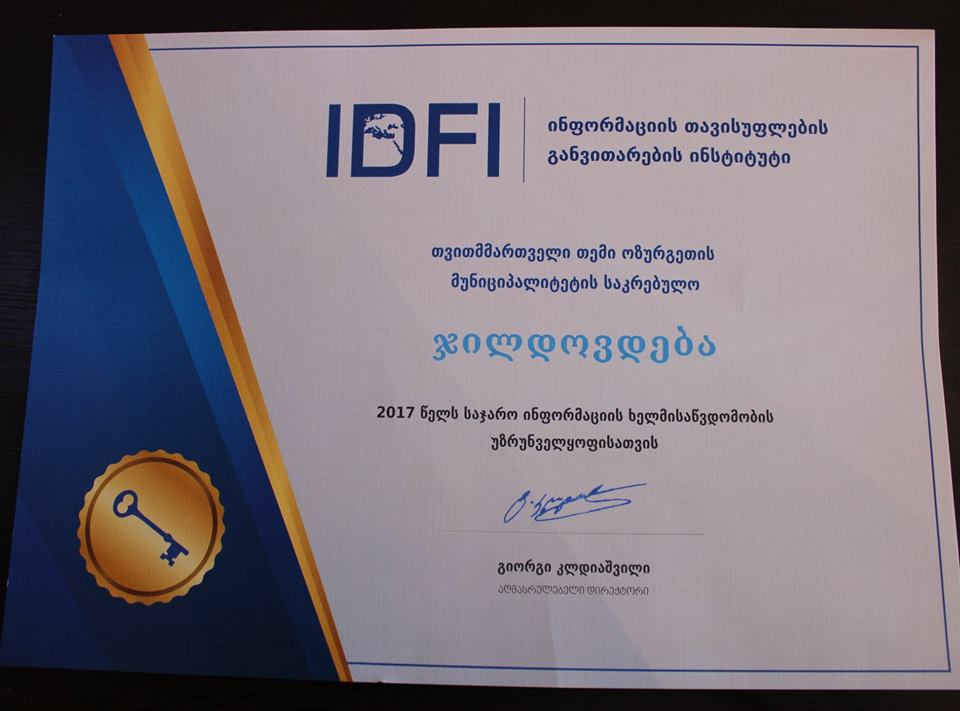 IDFI
ინფორმაციის თავისუფლების
განვითარების ინსტიტუტი
თვითმმართველი თემი ოზურგეთის
მუნიციპალიტეტის საკრებულო
ჯილდოვდება
2017 წელს საჯარო ინფორმაციის ხელმისაწვდომობის
უზრუნველყოფისათვის
გიორგი კლდიაშვილი
აღმასრულებელი დირექტორი